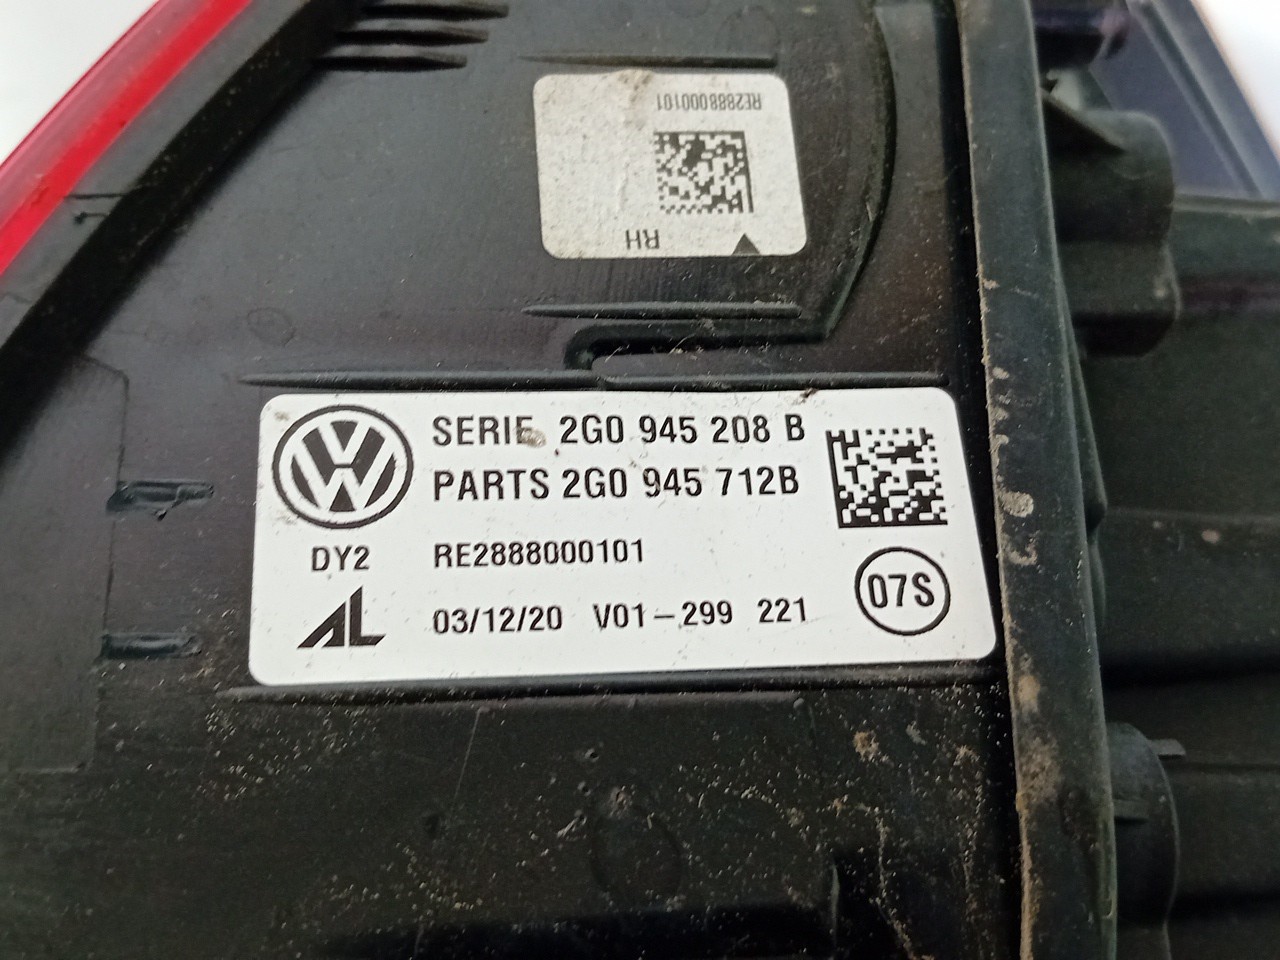 RE2888000101
RH
SERIE 2G0 945 208 B
PARTS 2G0 945 712B
DY2 RE2888000101
AL 03/12/20 V01-299 221
07S